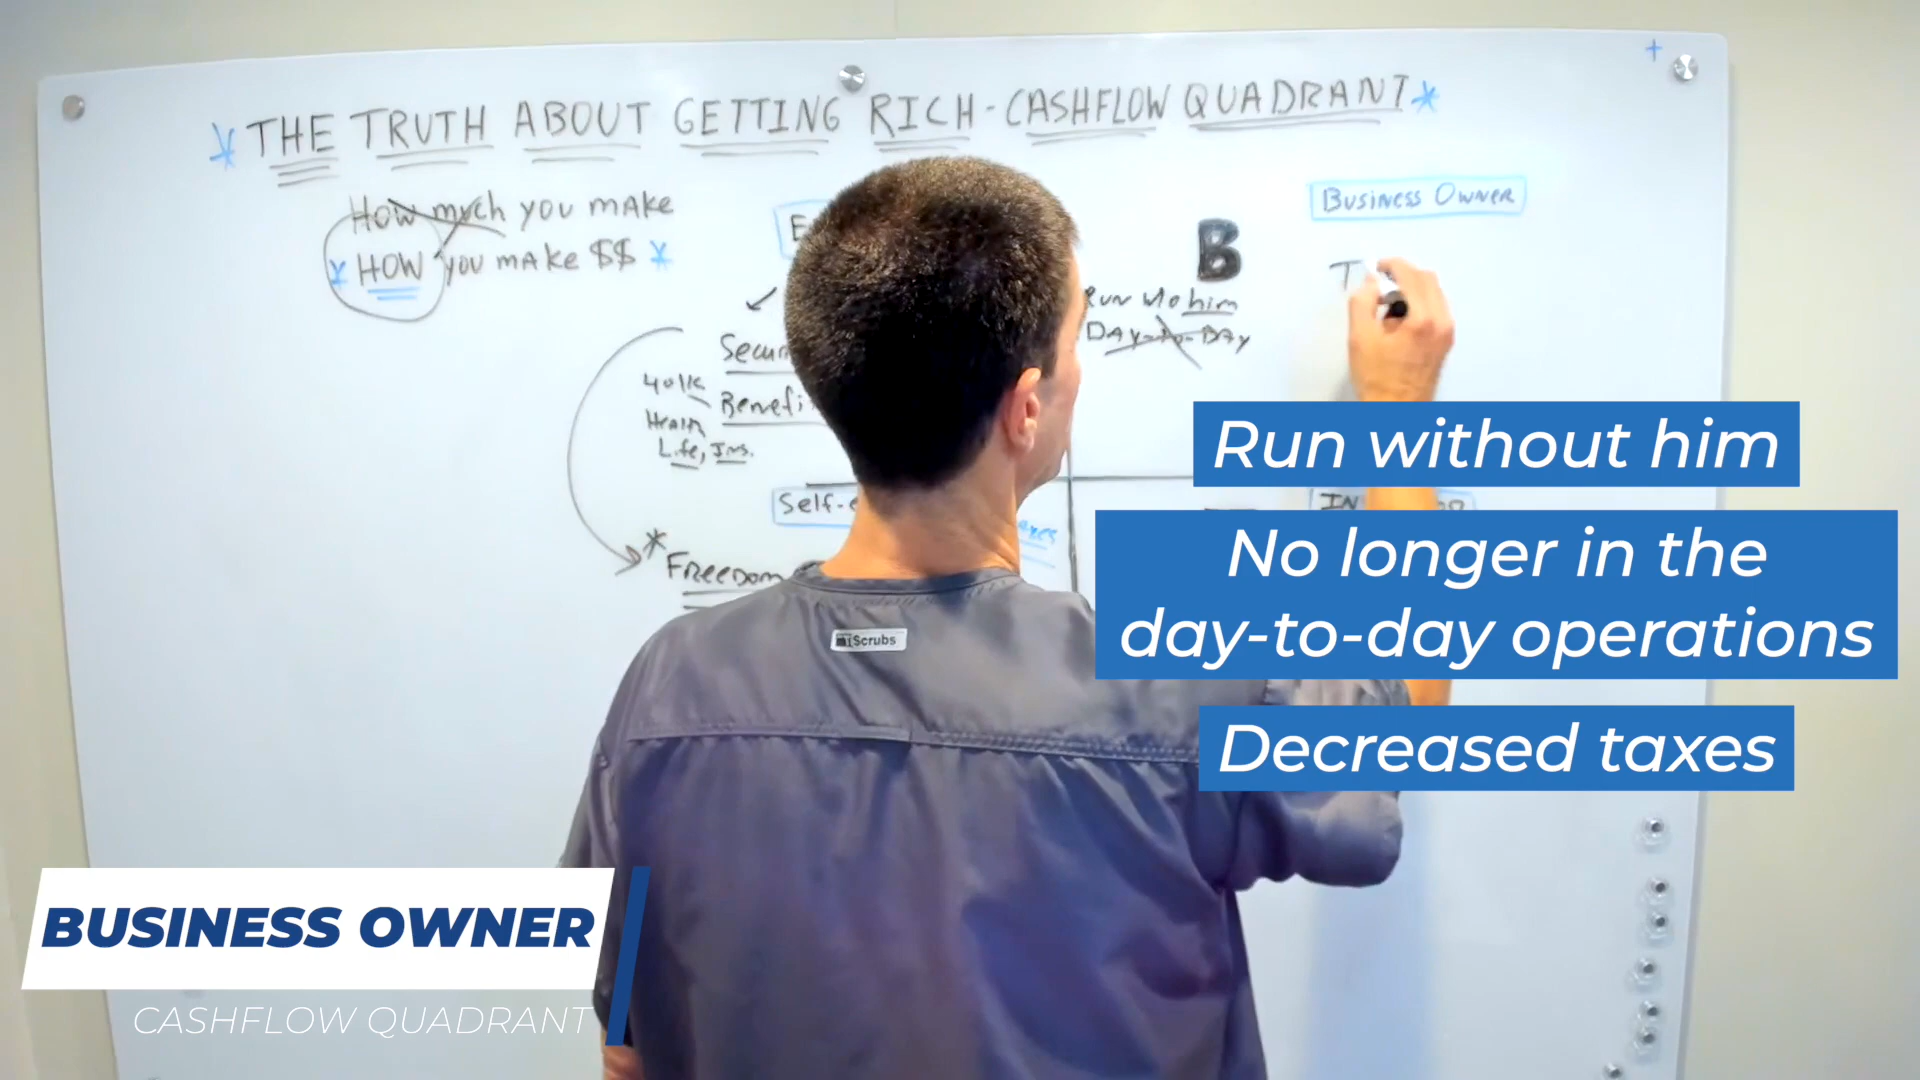 THE TRUTH ABOUT GETTING RICH - CASHFLOW QUADRANT
How much you make
HOW you make $$
Business Owner
B
Run w/o him
Day-to-Day
401k
Benefi
Health
Life, Ins.
Self-
Freedom
Scrubs
Run without him
No longer in the
day-to-day operations
Decreased taxes
BUSINESS OWNER
CASHFLOW QUADRANT